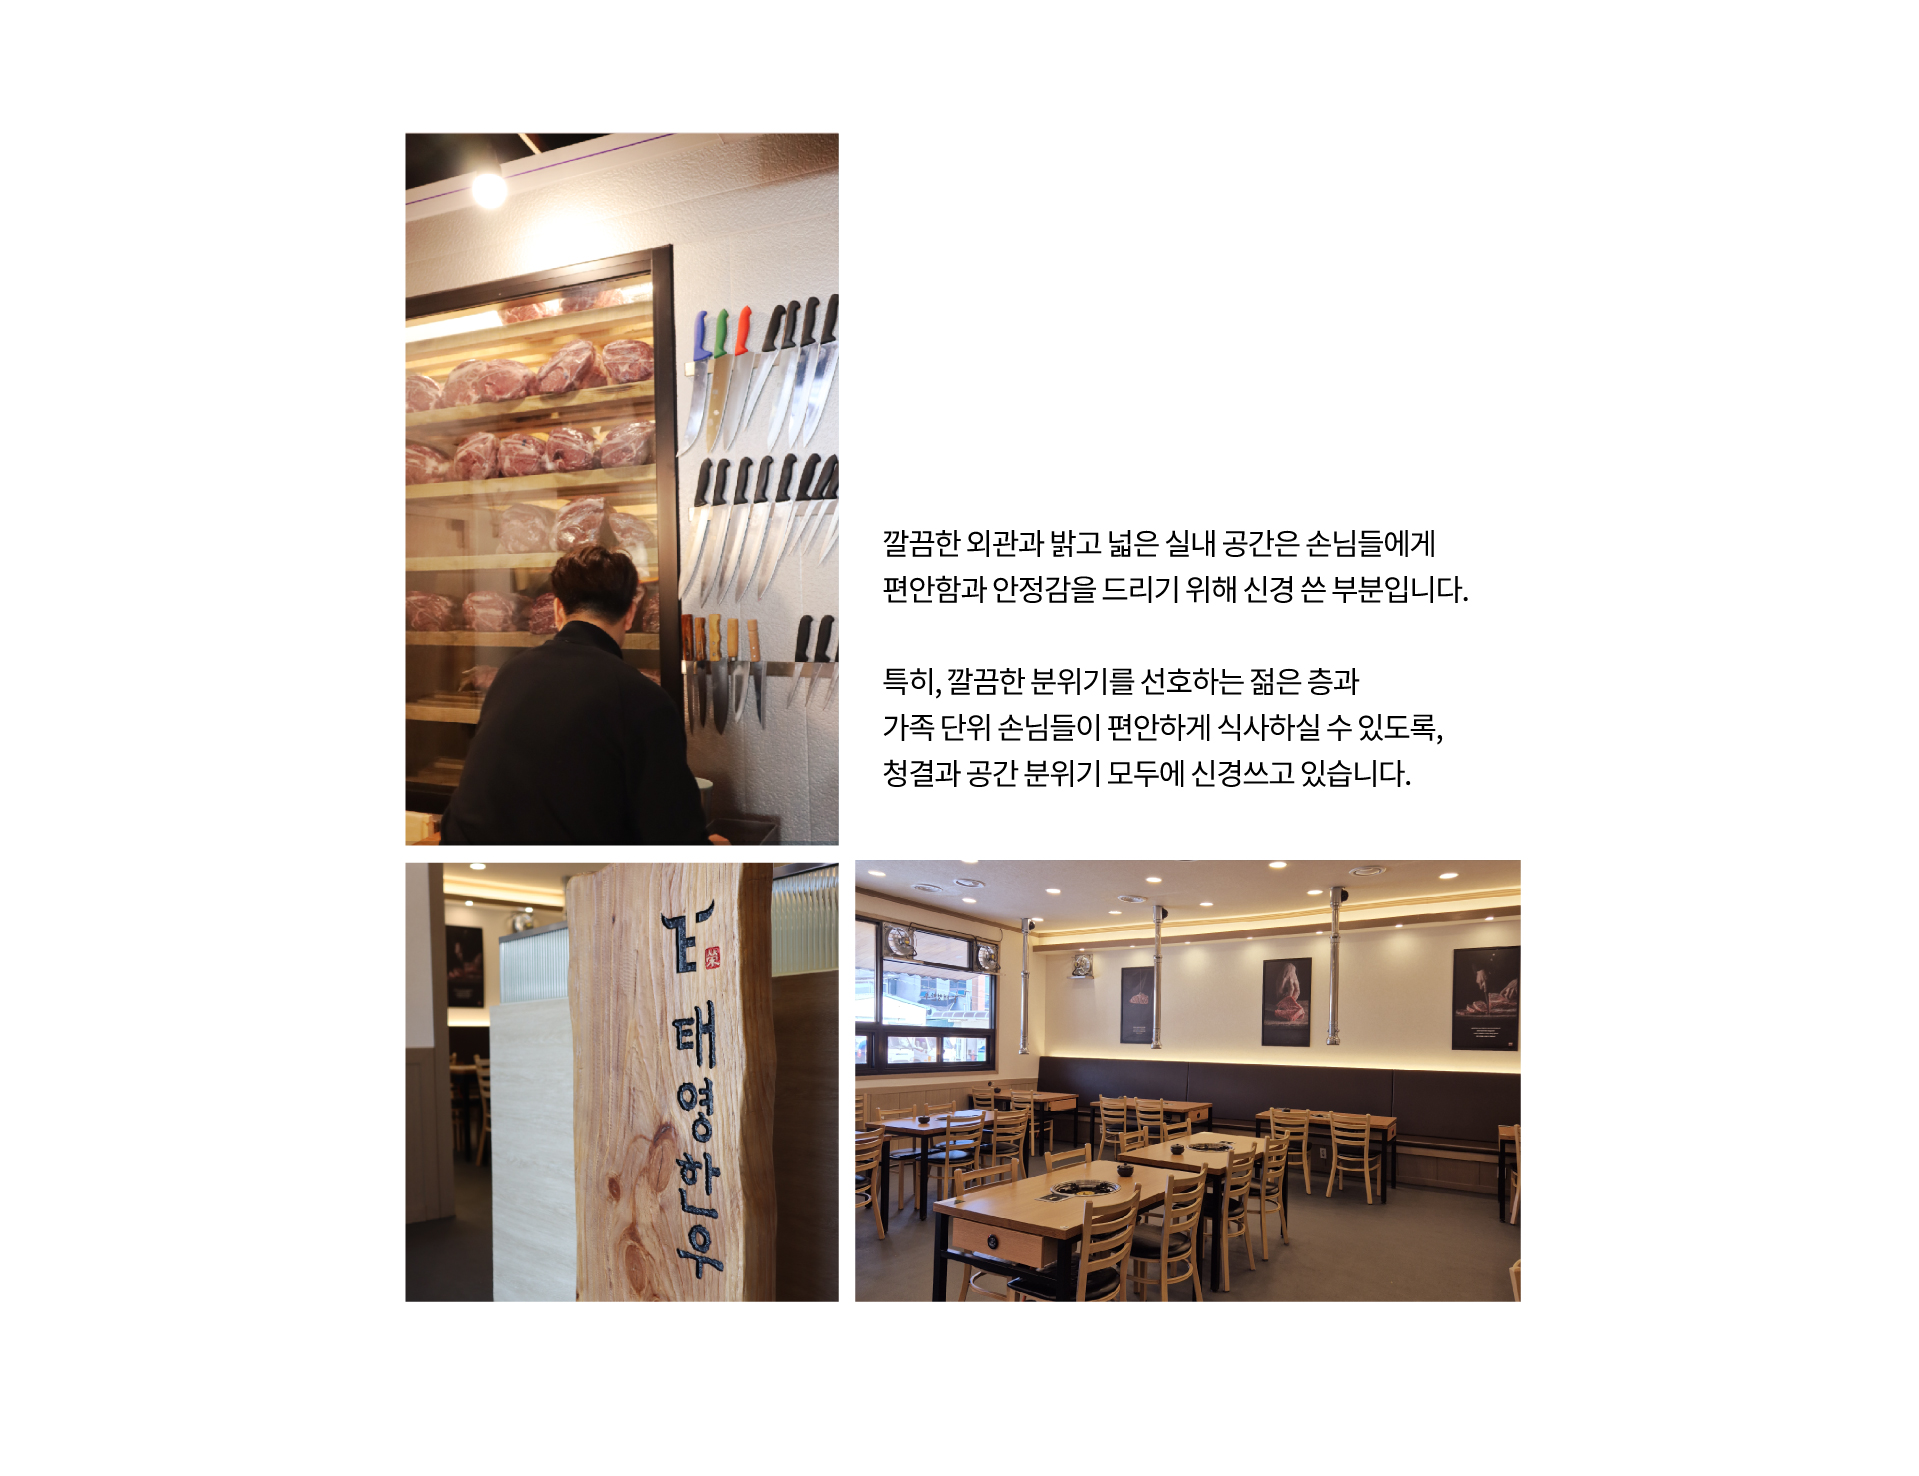 깔끔한 외관과 밝고 넓은 실내 공간은 손님들에게
편안함과 안정감을 드리기 위해 신경 쓴 부분입니다.
특히, 깔끔한 분위기를 선호하는 젊은 층과
가족 단위 손님들이 편안하게 식사하실 수 있도록,
청결과 공간 분위기 모두에 신경쓰고 있습니다.
태영한우